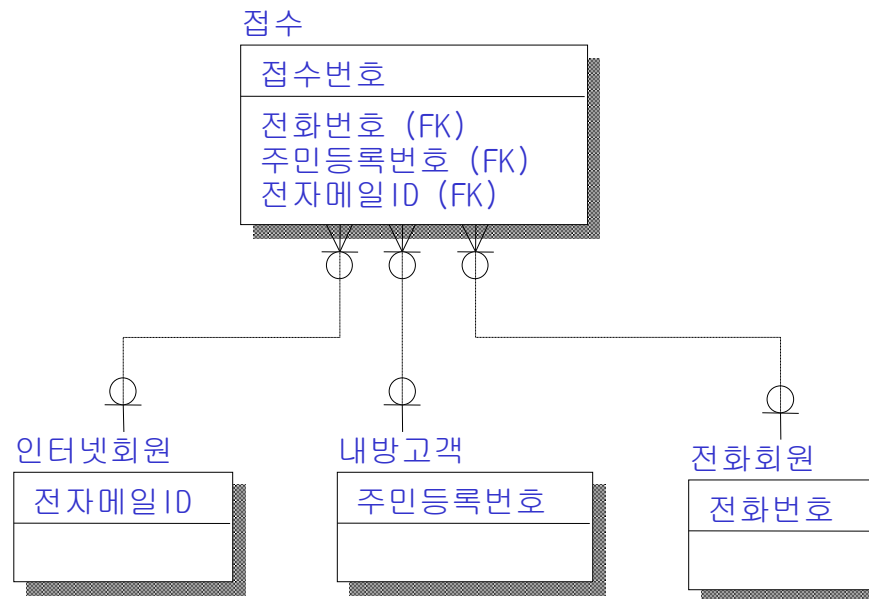 접수
접수번호
전화번호 (FK)
주민등록번호 (FK)
전자메일ID (FK)
인터넷회원
전자메일ID
내방고객
주민등록번호
전화회원
전화번호